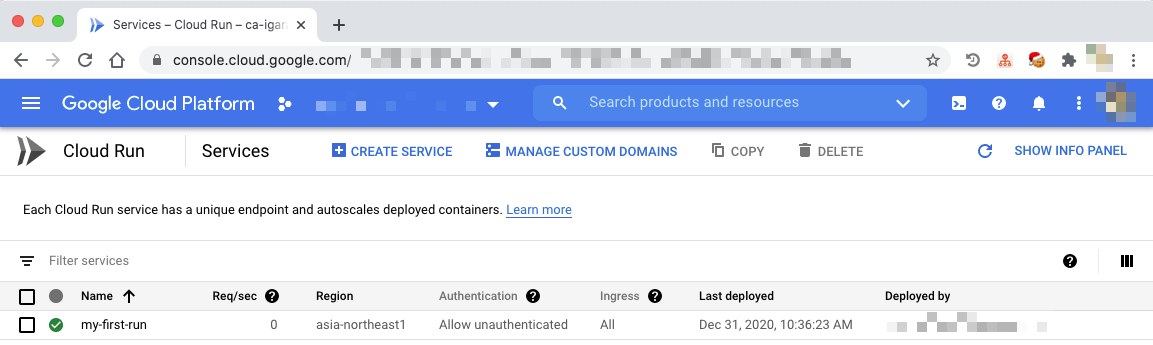 Services – Cloud Run – ca-igar
console.cloud.google.com/
Google Cloud Platform
Search products and resources
Cloud Run
Services
CREATE SERVICE
MANAGE CUSTOM DOMAINS
COPY
DELETE
SHOW INFO PANEL
Each Cloud Run service has a unique endpoint and autoscales deployed containers. Learn more
Filter services
Name Req/sec Region Authentication Ingress Last deployed Deployed by
my-first-run 0 asia-northeast1 Allow unauthenticated All Dec 31, 2020, 10:36:23 AM